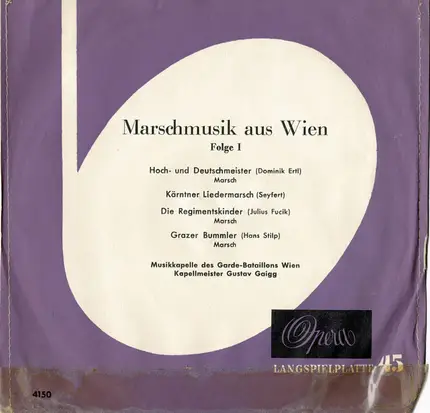 Marschmusik aus Wien
Folge I
Hoch- und Deutschmeister (Dominik Ertl)
Marsch
Kärntner Liedermarsch (Seyfert)
Die Regimentskinder (Julius Fucik)
Marsch
Grazer Bummler (Hans Stilp)
Marsch
Musikkapelle des Garde-Bataillons Wien
Kapellmeister Gustav Gaigg
Opera
LANGSPIELPLATTE 45
4150